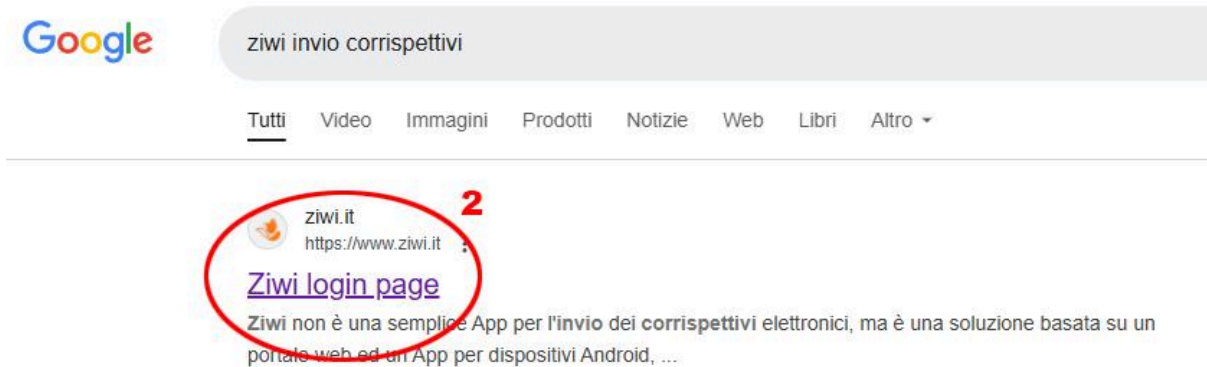 Google
ziwi invio corrispettivi
Tutti Video Immagini Prodotti Notizie Web Libri Altro
2
ziwi.it
https://www.ziwi.it
Ziwi login page
Ziwi non è una semplice App per l'invio dei corrispettivi elettronici, ma è una soluzione basata su un
portale web ed un App per dispositivi Android, ...